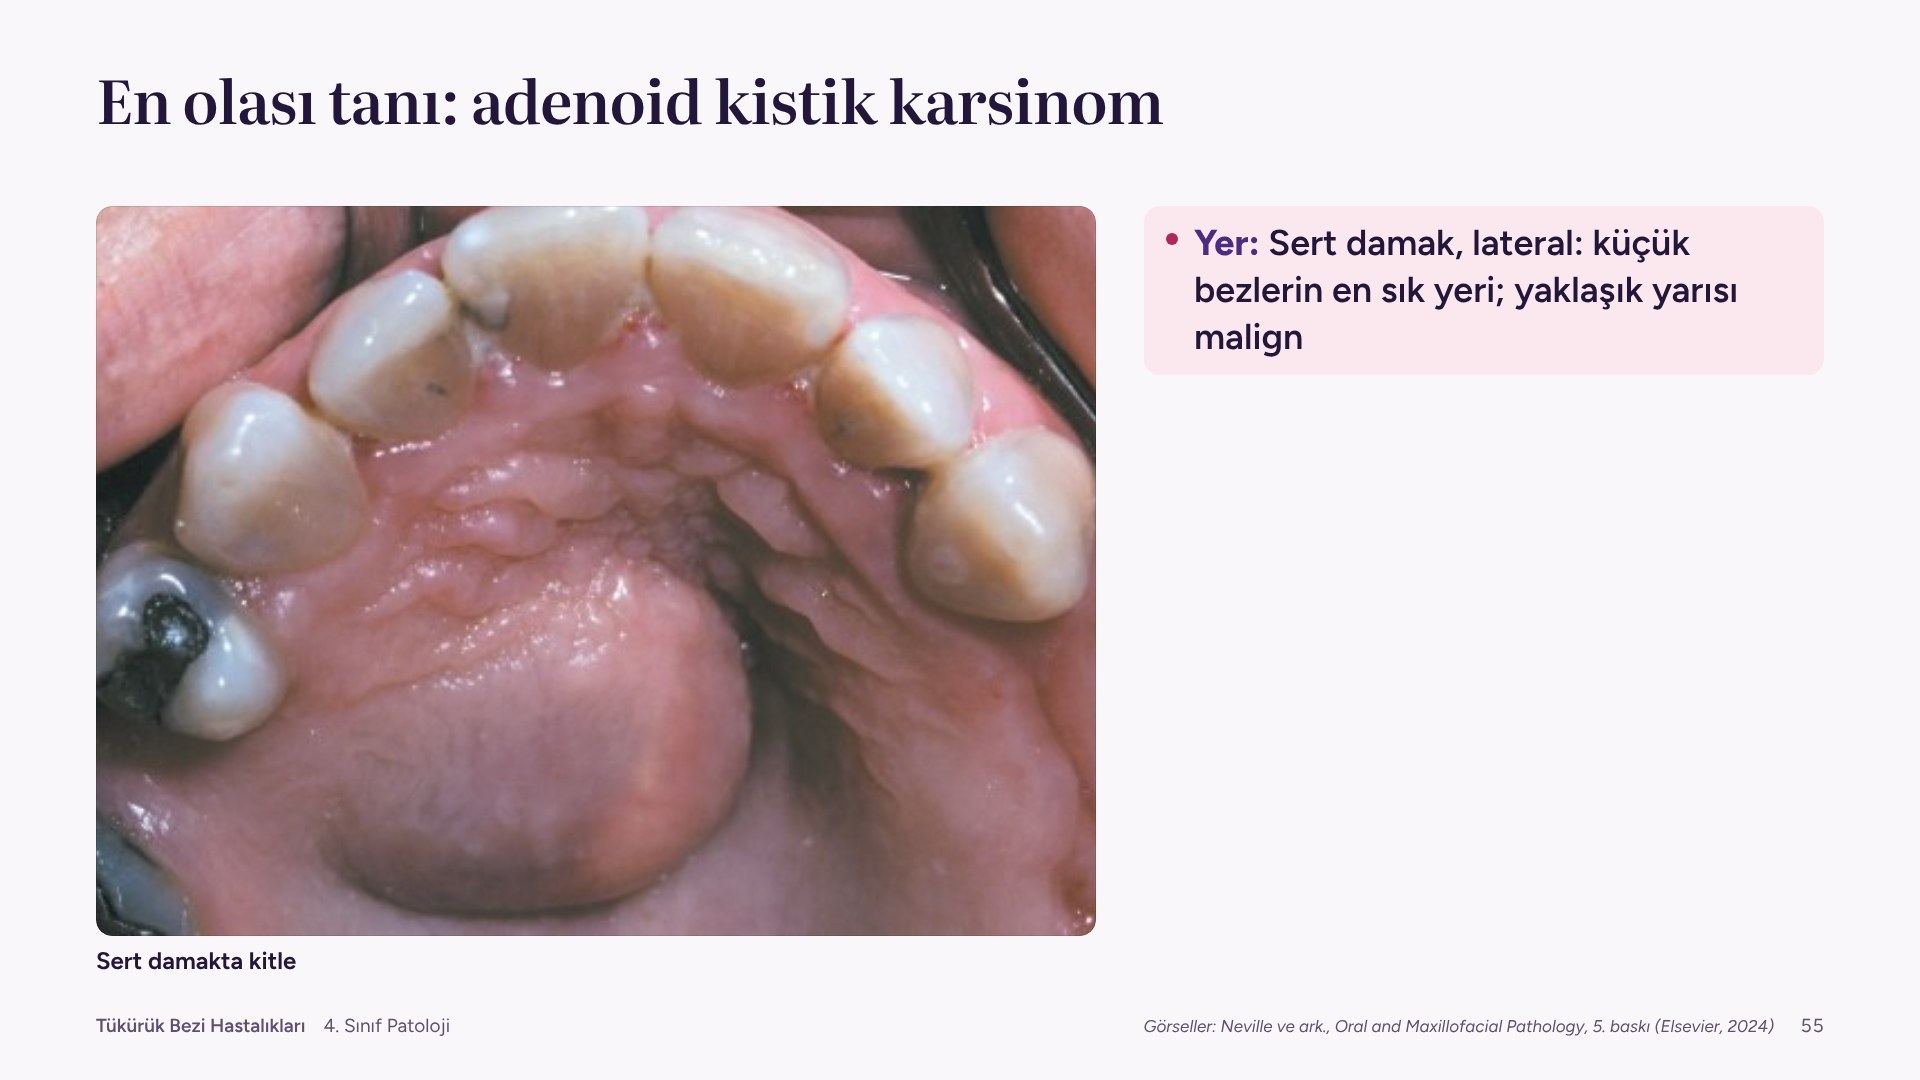 En olası tanı: adenoid kistik karsinom
Yer: Sert damak, lateral: küçük
bezlerin en sık yeri; yaklaşık yarısı
malign
Sert damakta kitle
Tükürük Bezi Hastalıkları 4. Sınıf Patoloji
Görseller: Neville ve ark., Oral and Maxillofacial Pathology, 5. baskı (Elsevier, 2024) 55